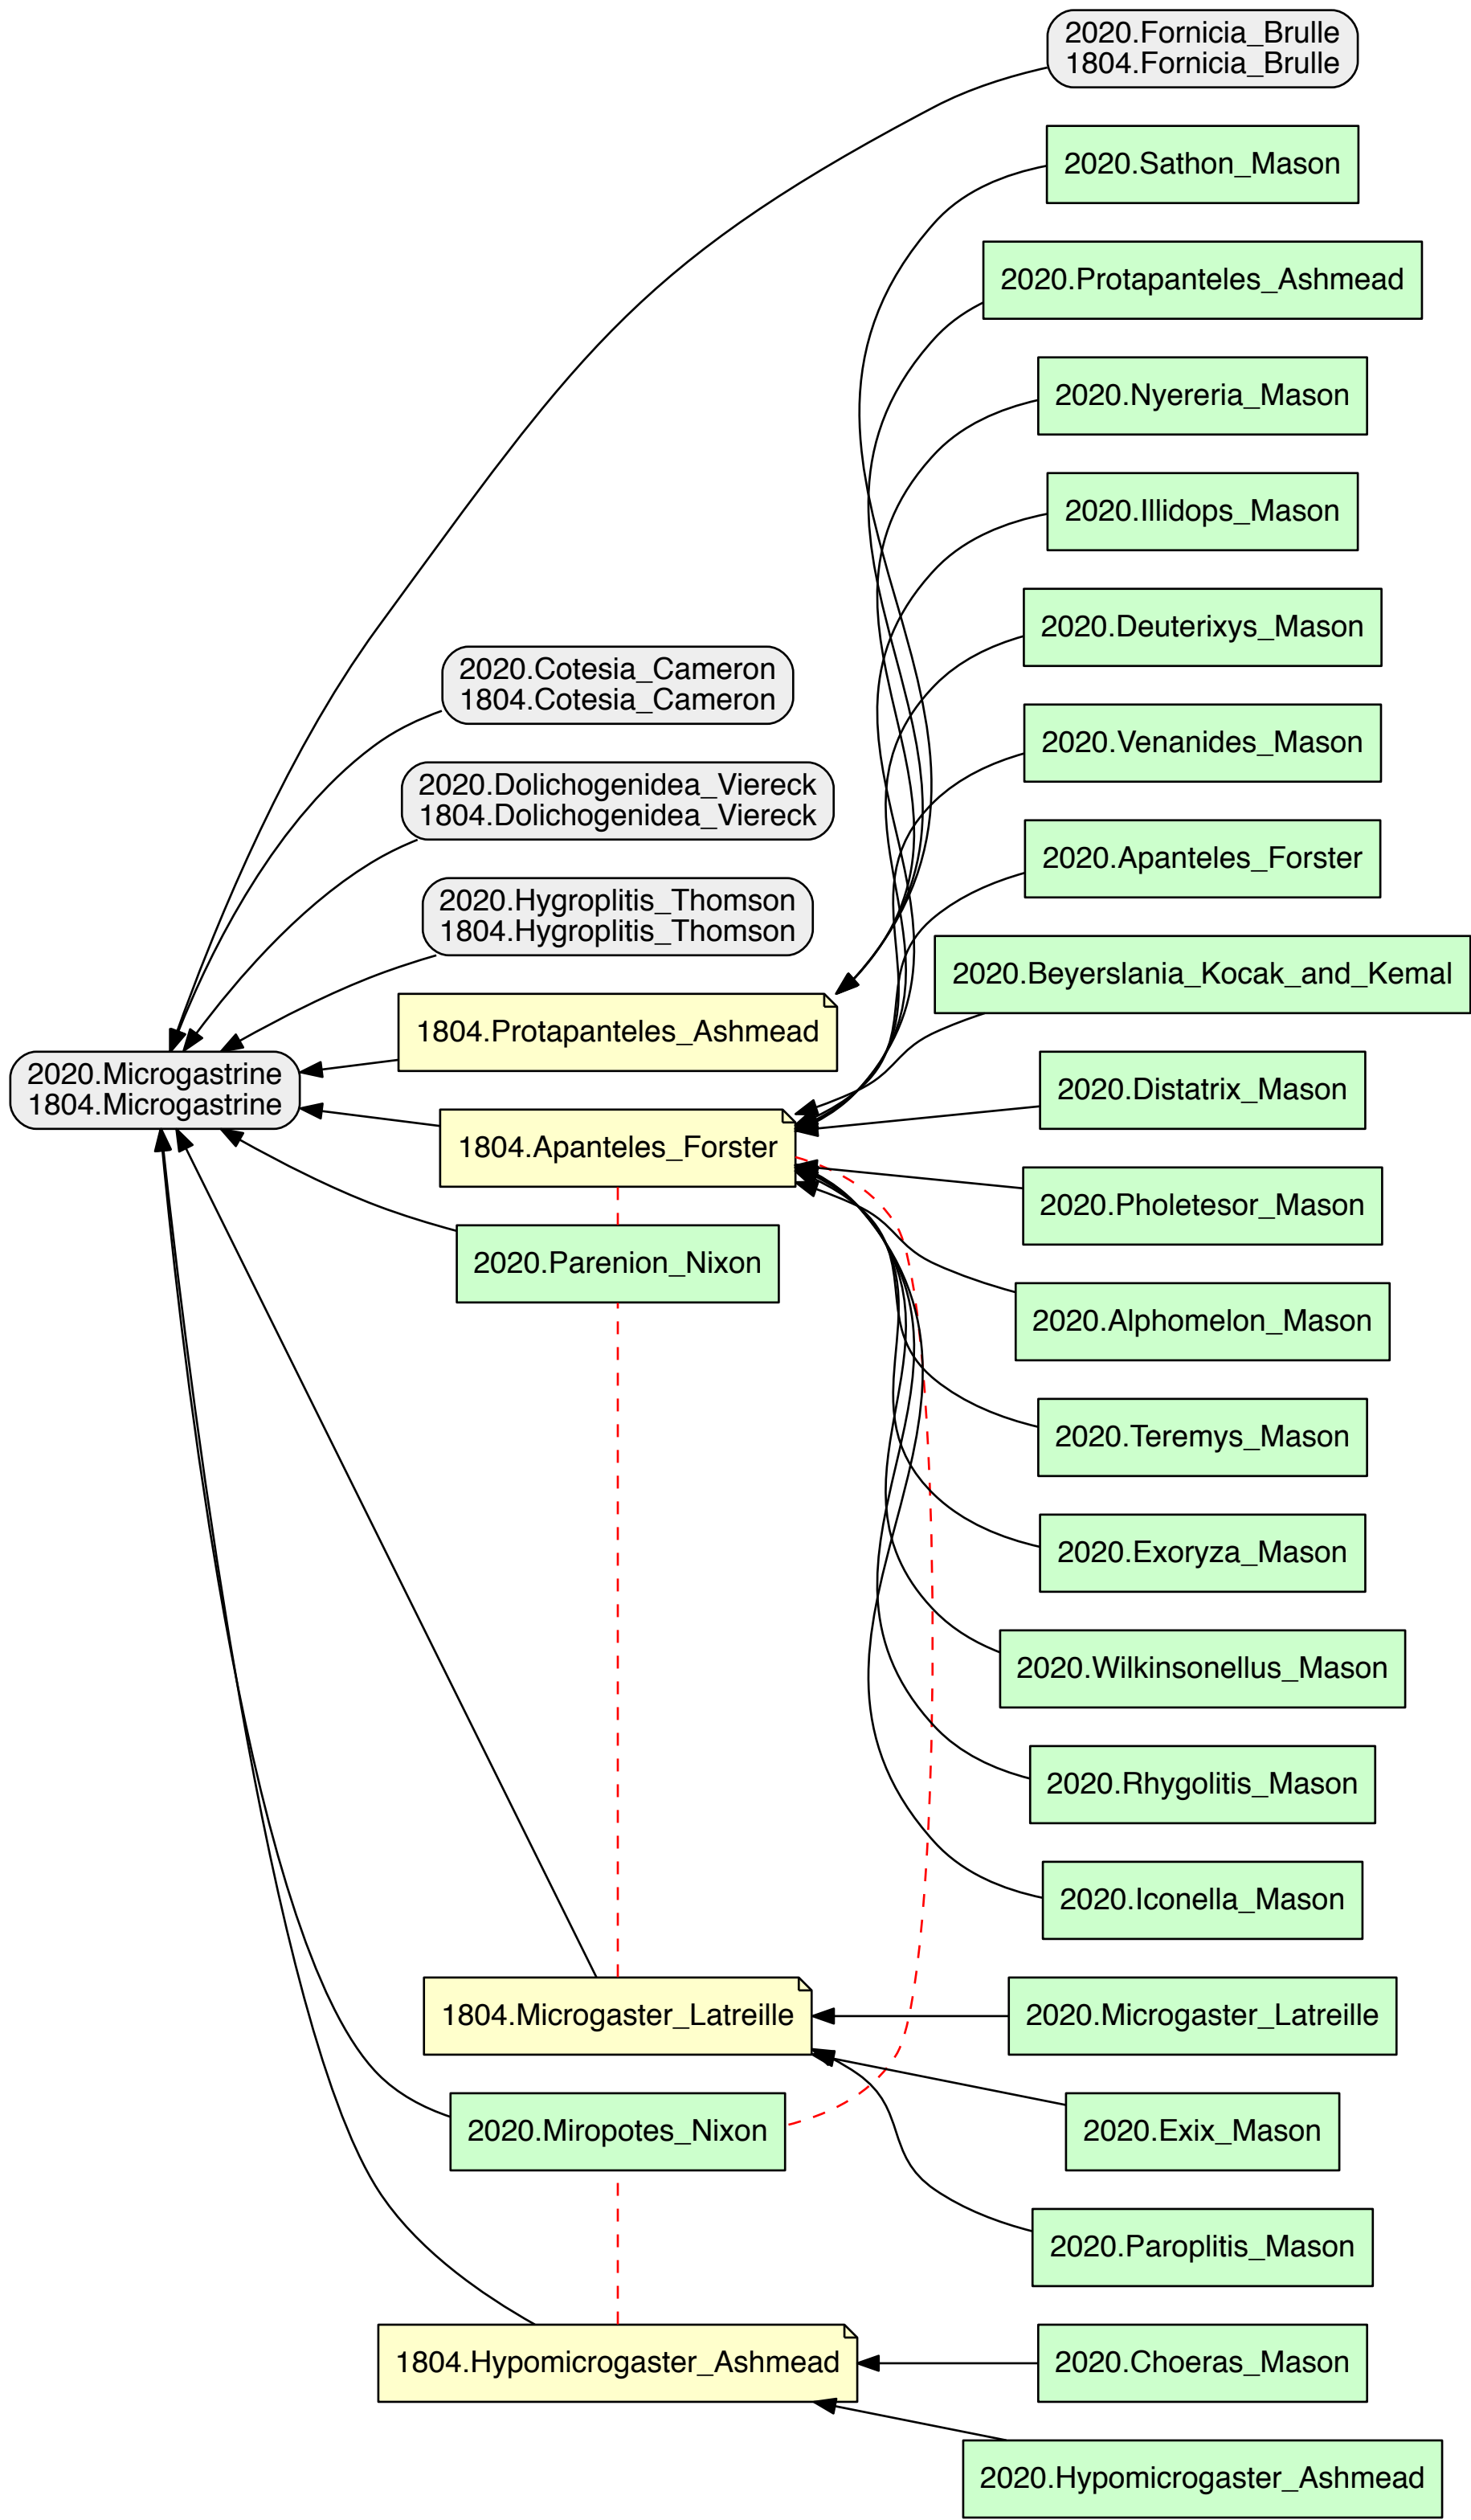 2020.Fornicia_Brulle
1804.Fornicia_Brulle
2020.Sathon_Mason
2020.Protapanteles_Ashmead
2020.Nyereria_Mason
2020.Illidops_Mason
2020.Deuterixys_Mason
2020.Cotesia_Cameron
1804.Cotesia_Cameron
2020.Venanides_Mason
2020.Dolichogenidea_Viereck
1804.Dolichogenidea_Viereck
2020.Apanteles_Forster
2020.Hygroplitis_Thomson
1804.Hygroplitis_Thomson
2020.Beyerslania_Kocak_and_Kemal
1804.Protapanteles_Ashmead
2020.Microgastrine
1804.Microgastrine
2020.Distatrix_Mason
1804.Apanteles_Forster
2020.Pholetesor_Mason
2020.Parenion_Nixon
2020.Alphomelon_Mason
2020.Teremys_Mason
2020.Exoryza_Mason
2020.Wilkinsonellus_Mason
2020.Rhygolitis_Mason
2020.Iconella_Mason
1804.Microgaster_Latreille
2020.Microgaster_Latreille
2020.Miropotes_Nixon
2020.Exix_Mason
2020.Paroplitis_Mason
1804.Hypomicrogaster_Ashmead
2020.Choeras_Mason
2020.Hypomicrogaster_Ashmead